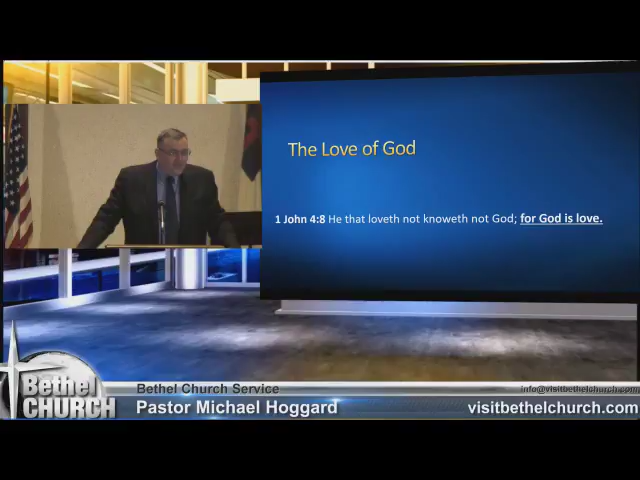 The Love of God
1 John 4:8 He that loveth not knoweth not God; for God is love.
Bethel
CHURCH
Bethel Church Service
info@visitbethelchurch.com
Pastor Michael Hoggard
visitbethelchurch.com